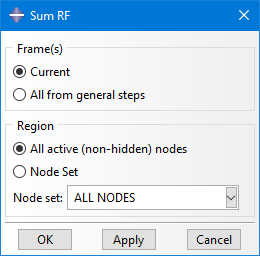 Sum RF
Frame(s)
Current
All from general steps
Region
All active (non-hidden) nodes
Node Set
Node set: ALL NODES
OK Apply Cancel